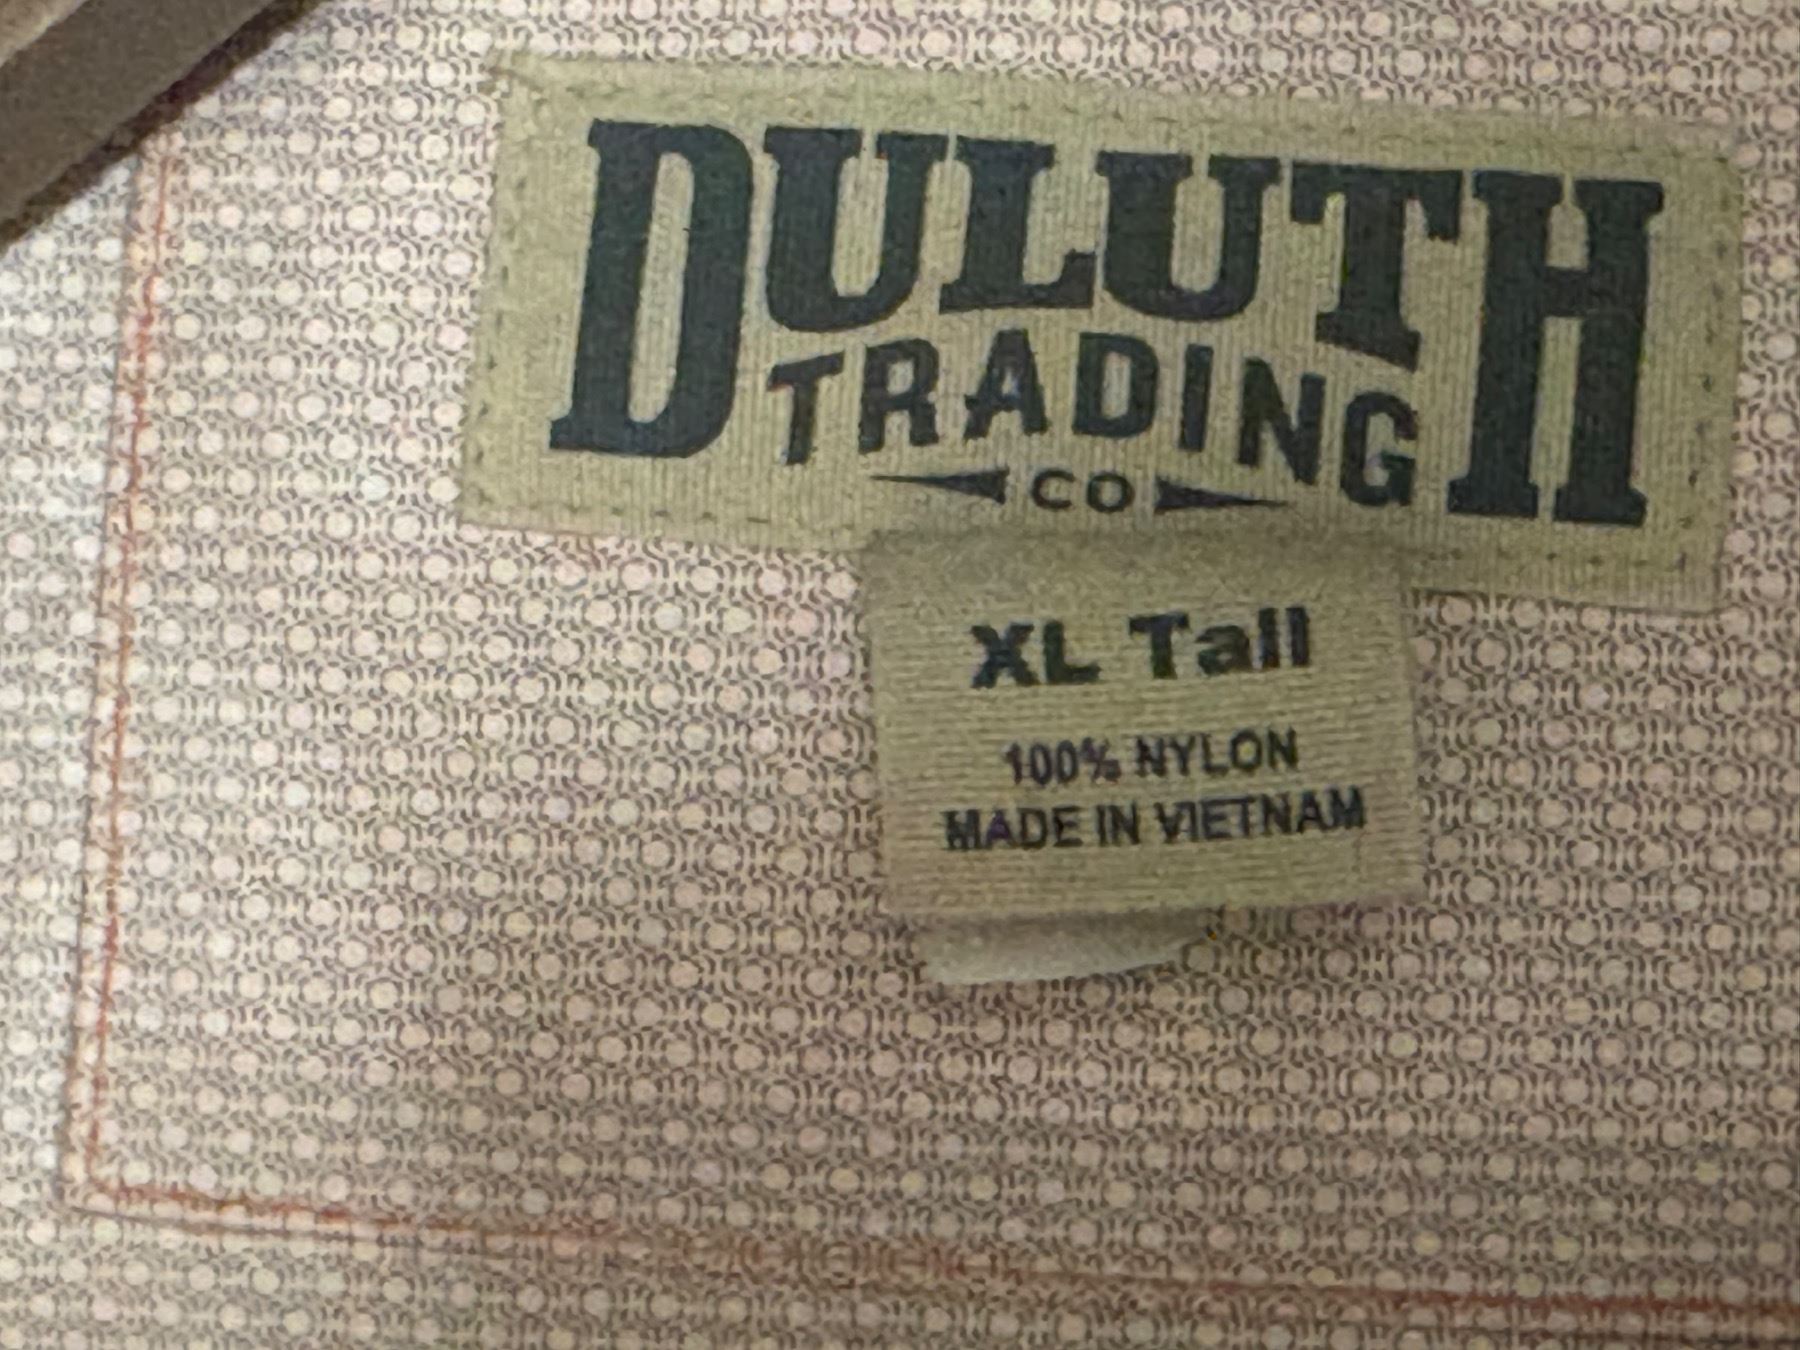 DULUTH
TRADING
CO
XL Tall
100% NYLON
MADE IN VIETNAM